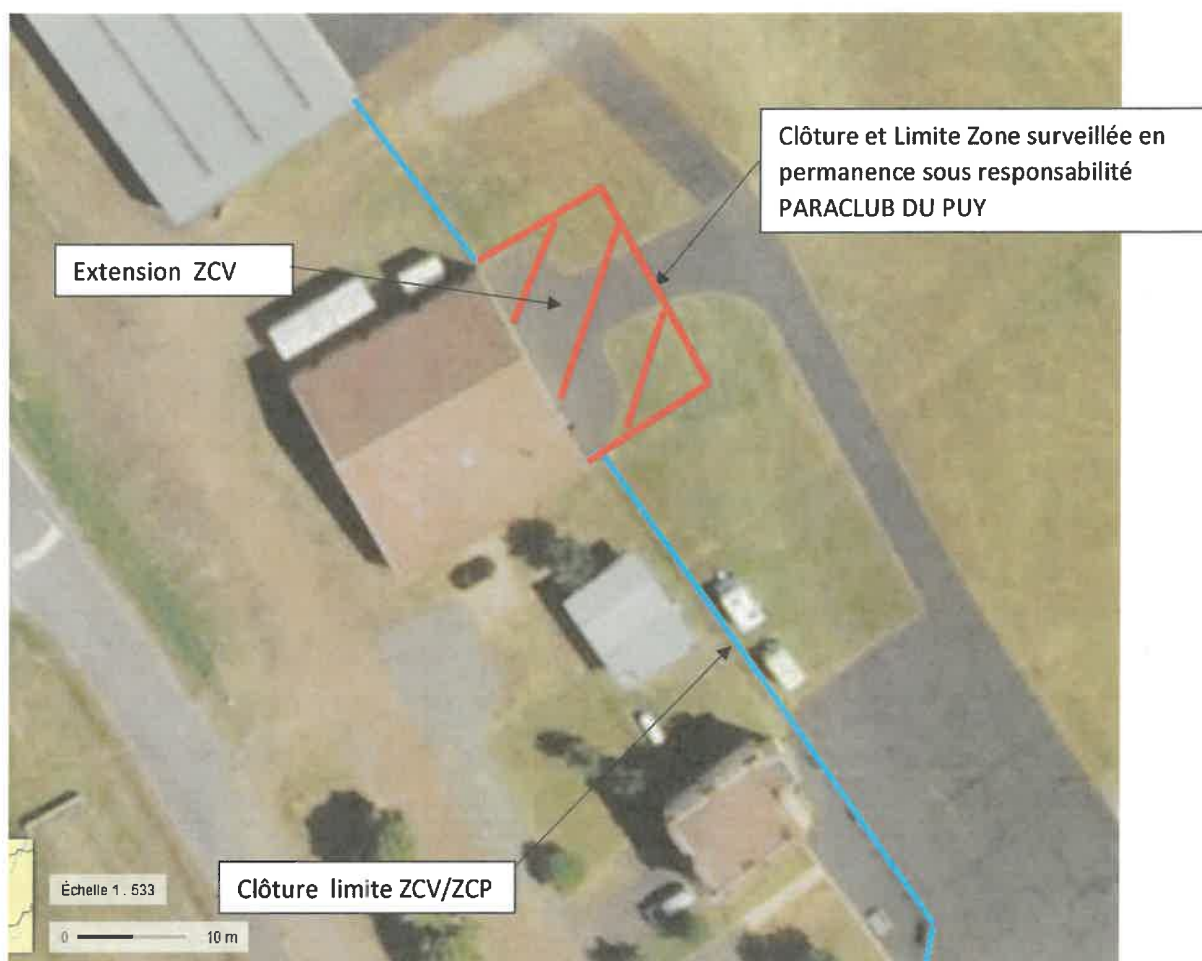 Clôture et Limite Zone surveillée en
permanence sous responsabilité
PARACLUB DU PUY
Extension ZCV
Clôture limite ZCV/ZCP
Échelle 1 : 533
0 10 m